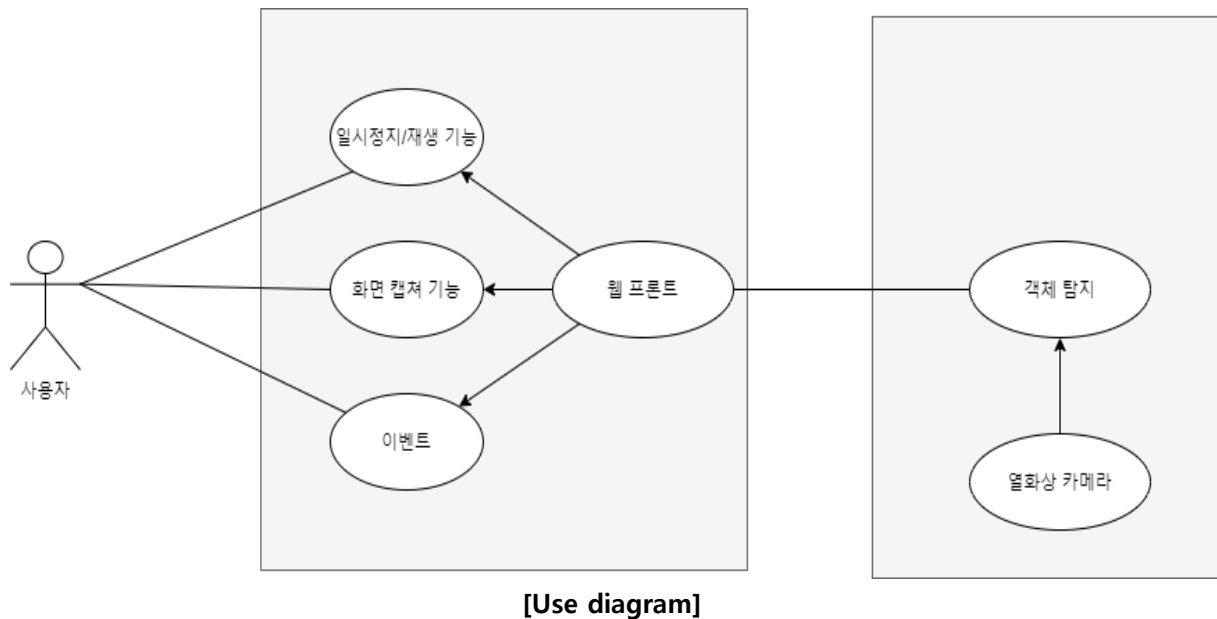 일시정지/재생 기능
화면 캡쳐 기능
웹 프론트
객체 탐지
사용자
이벤트
열화상 카메라
[Use diagram]